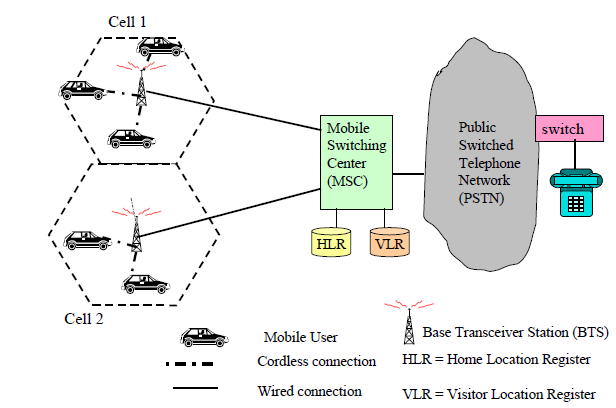 Cell 1
Mobile
Switching
Center
(MSC)
Public
Switched
Telephone
Network
(PSTN)
switch
HLR
VLR
Cell 2
Mobile User
Base Transceiver Station (BTS)
Cordless connection
HLR = Home Location Register
Wired connection
VLR = Visitor Location Register